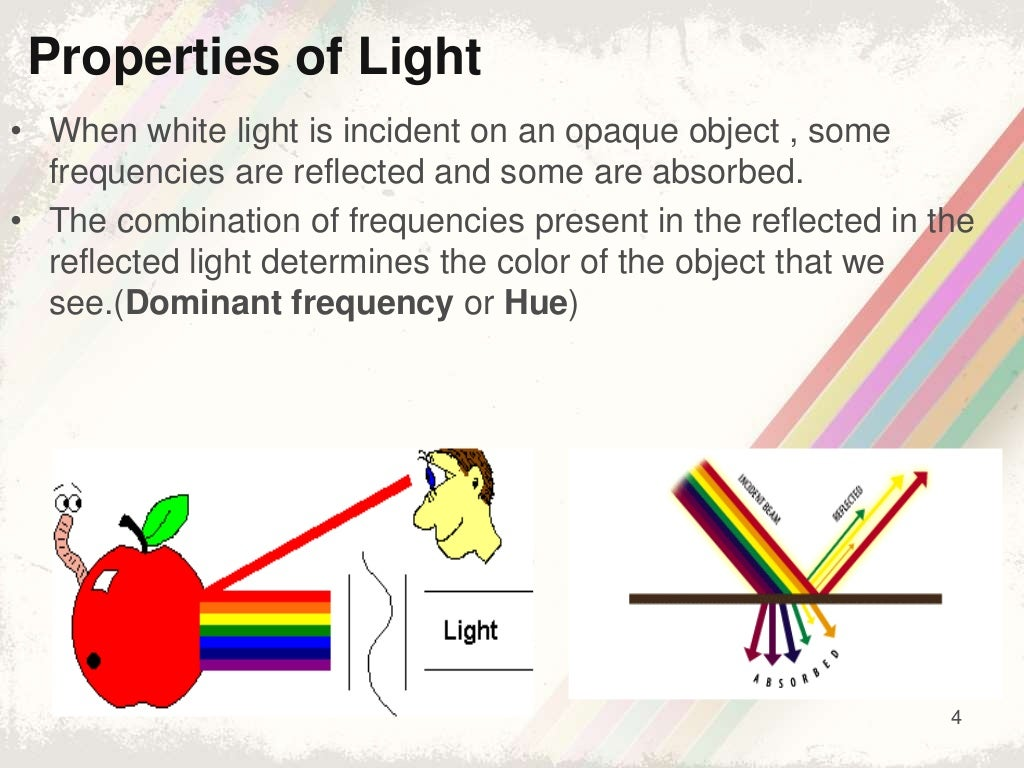 Properties of Light
• When white light is incident on an opaque object , some
frequencies are reflected and some are absorbed.
• The combination of frequencies present in the reflected in the
reflected light determines the color of the object that we
see.(Dominant frequency or Hue)
Light
INCIDENT BEAM
REFLECTED
ABSORBED
4